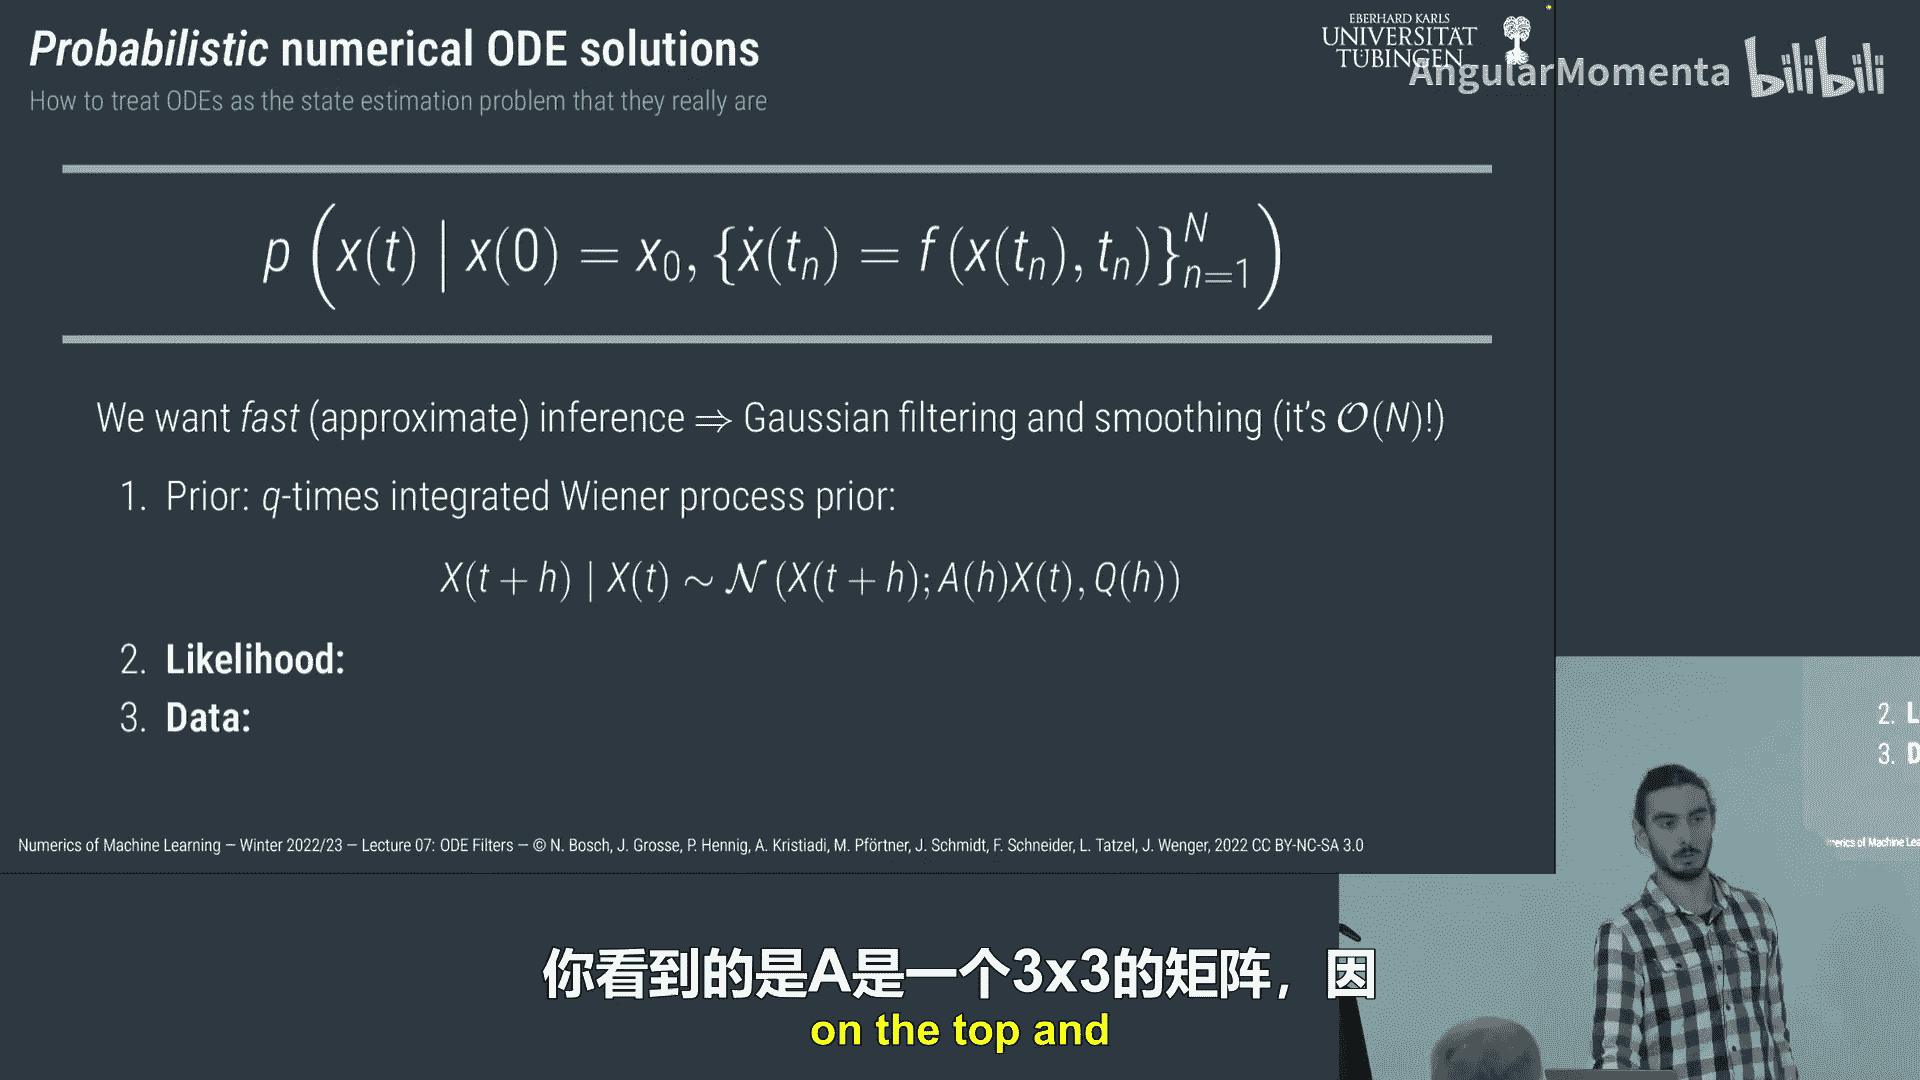 Probabilistic numerical ODE solutions
How to treat ODEs as the state estimation problem that they really are
EBERHARD KARLS
UNIVERSITÄT
TÜBINGEN
AngularMomenta bilibili
p ( x(t) | x(0) = x₀, {ẋ(tₙ) = f (x(tₙ), tₙ)}ᴺₙ₌₁ )
We want fast (approximate) inference ⇒ Gaussian filtering and smoothing (it's 𝒪(N)!)
1. Prior: q-times integrated Wiener process prior:
X(t + h) | X(t) ∼ 𝒩 (X(t + h); A(h)X(t), Q(h))
2. Likelihood:
3. Data:
2. L
3. D
Numerics of Machine Learning — Winter 2022/23 — Lecture 07: ODE Filters — © N. Bosch, J. Grosse, P. Hennig, A. Kristiadi, M. Pförtner, J. Schmidt, F. Schneider, L. Tatzel, J. Wenger, 2022 CC BY-NC-SA 3.0
merics of Machine Lea
你看到的是A是一个3x3的矩阵，因
on the top and